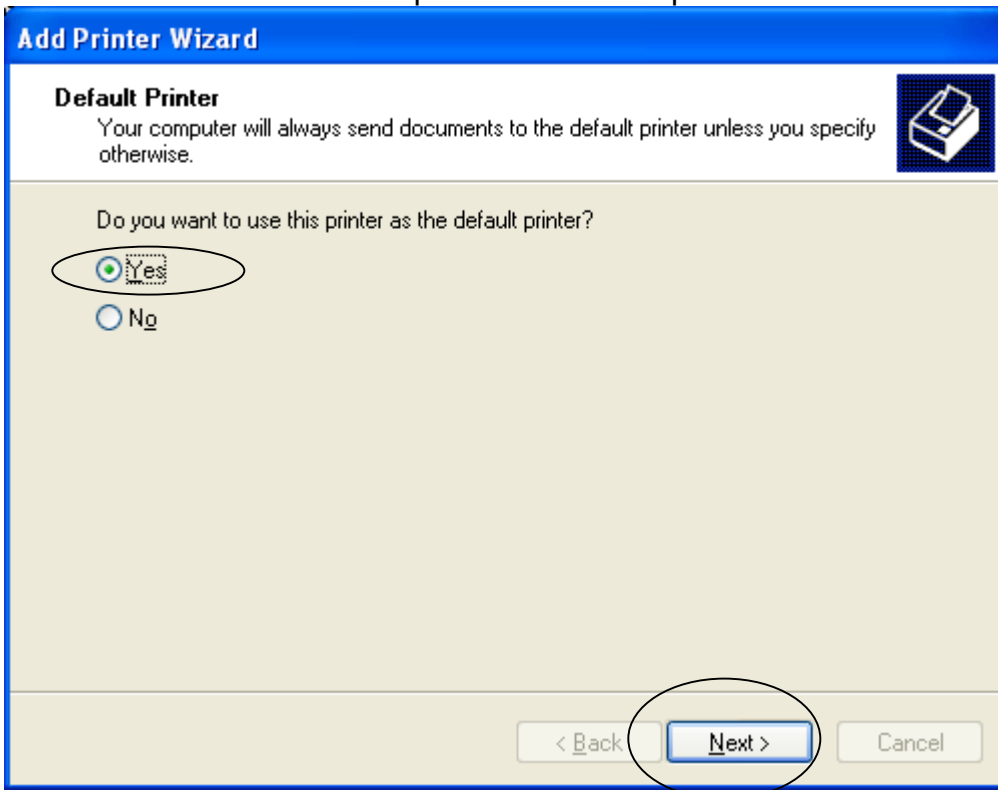 Add Printer Wizard
Default Printer
Your computer will always send documents to the default printer unless you specify
otherwise.
Do you want to use this printer as the default printer?
Yes
No
< Back
Next >
Cancel